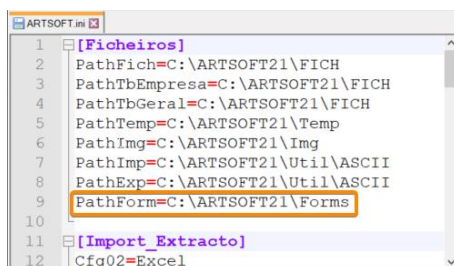 ARTSOFT.ini
1 [Ficheiros]
2 PathFich=C:\ARTSOFT21\FICH
3 PathTbEmpresa=C:\ARTSOFT21\FICH
4 PathTbGeral=C:\ARTSOFT21\FICH
5 PathTemp=C:\ARTSOFT21\Temp
6 PathImg=C:\ARTSOFT21\Img
7 PathImp=C:\ARTSOFT21\Util\ASCII
8 PathExp=C:\ARTSOFT21\Util\ASCII
9 PathForm=C:\ARTSOFT21\Forms
10
11 [Import_Extracto]
12 Cfg02=Excel